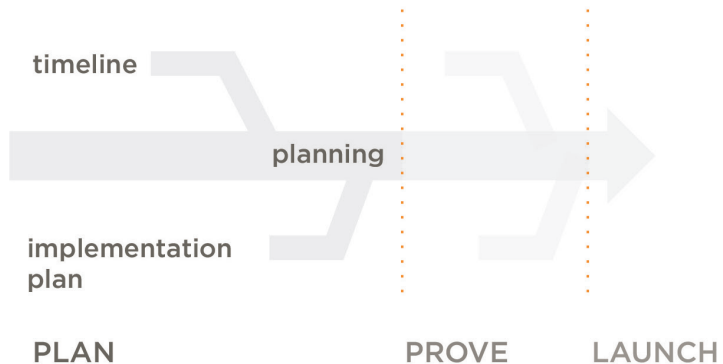 timeline
planning
implementation
plan
PLAN
PROVE
LAUNCH